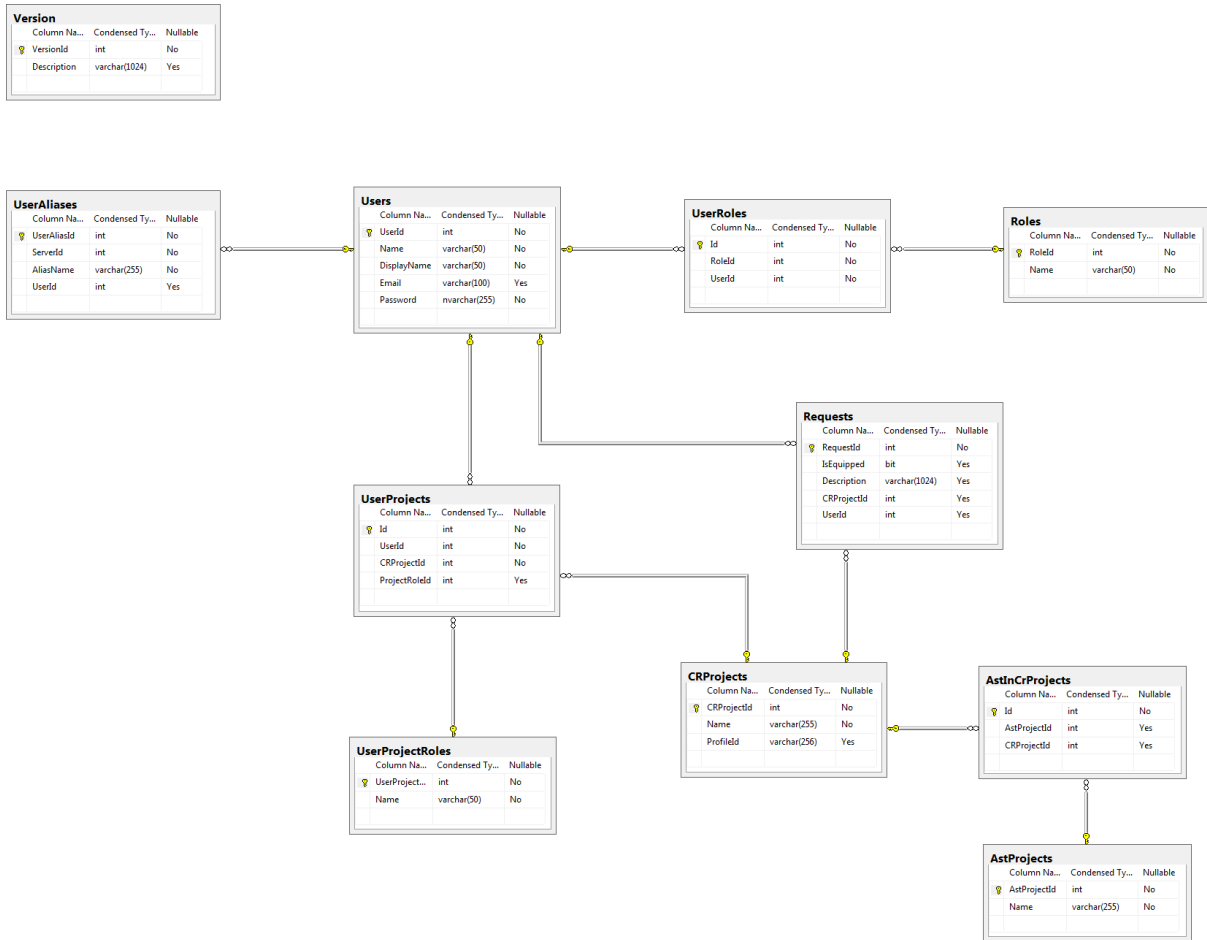 Version
Column Na... Condensed Ty... Nullable
VersionId int No
Description varchar(1024) Yes
UserAliases
Column Na... Condensed Ty... Nullable
UserAliasId int No
ServerId int No
AliasName varchar(255) No
UserId int Yes
Users
Column Na... Condensed Ty... Nullable
UserId int No
Name varchar(50) No
DisplayName varchar(50) No
Email varchar(100) Yes
Password nvarchar(255) No
UserRoles
Column Na... Condensed Ty... Nullable
Id int No
RoleId int No
UserId int No
Roles
Column Na... Condensed Ty... Nullable
RoleId int No
Name varchar(50) No
Requests
Column Na... Condensed Ty... Nullable
RequestId int No
IsEquipped bit Yes
Description varchar(1024) Yes
CRProjectId int Yes
UserId int Yes
UserProjects
Column Na... Condensed Ty... Nullable
Id int No
UserId int No
CRProjectId int No
ProjectRoleId int Yes
CRProjects
Column Na... Condensed Ty... Nullable
CRProjectId int No
Name varchar(255) No
ProfileId varchar(256) Yes
AstInCrProjects
Column Na... Condensed Ty... Nullable
Id int No
AstProjectId int Yes
CRProjectId int Yes
UserProjectRoles
Column Na... Condensed Ty... Nullable
UserProject... int No
Name varchar(50) No
AstProjects
Column Na... Condensed Ty... Nullable
AstProjectId int No
Name varchar(255) No